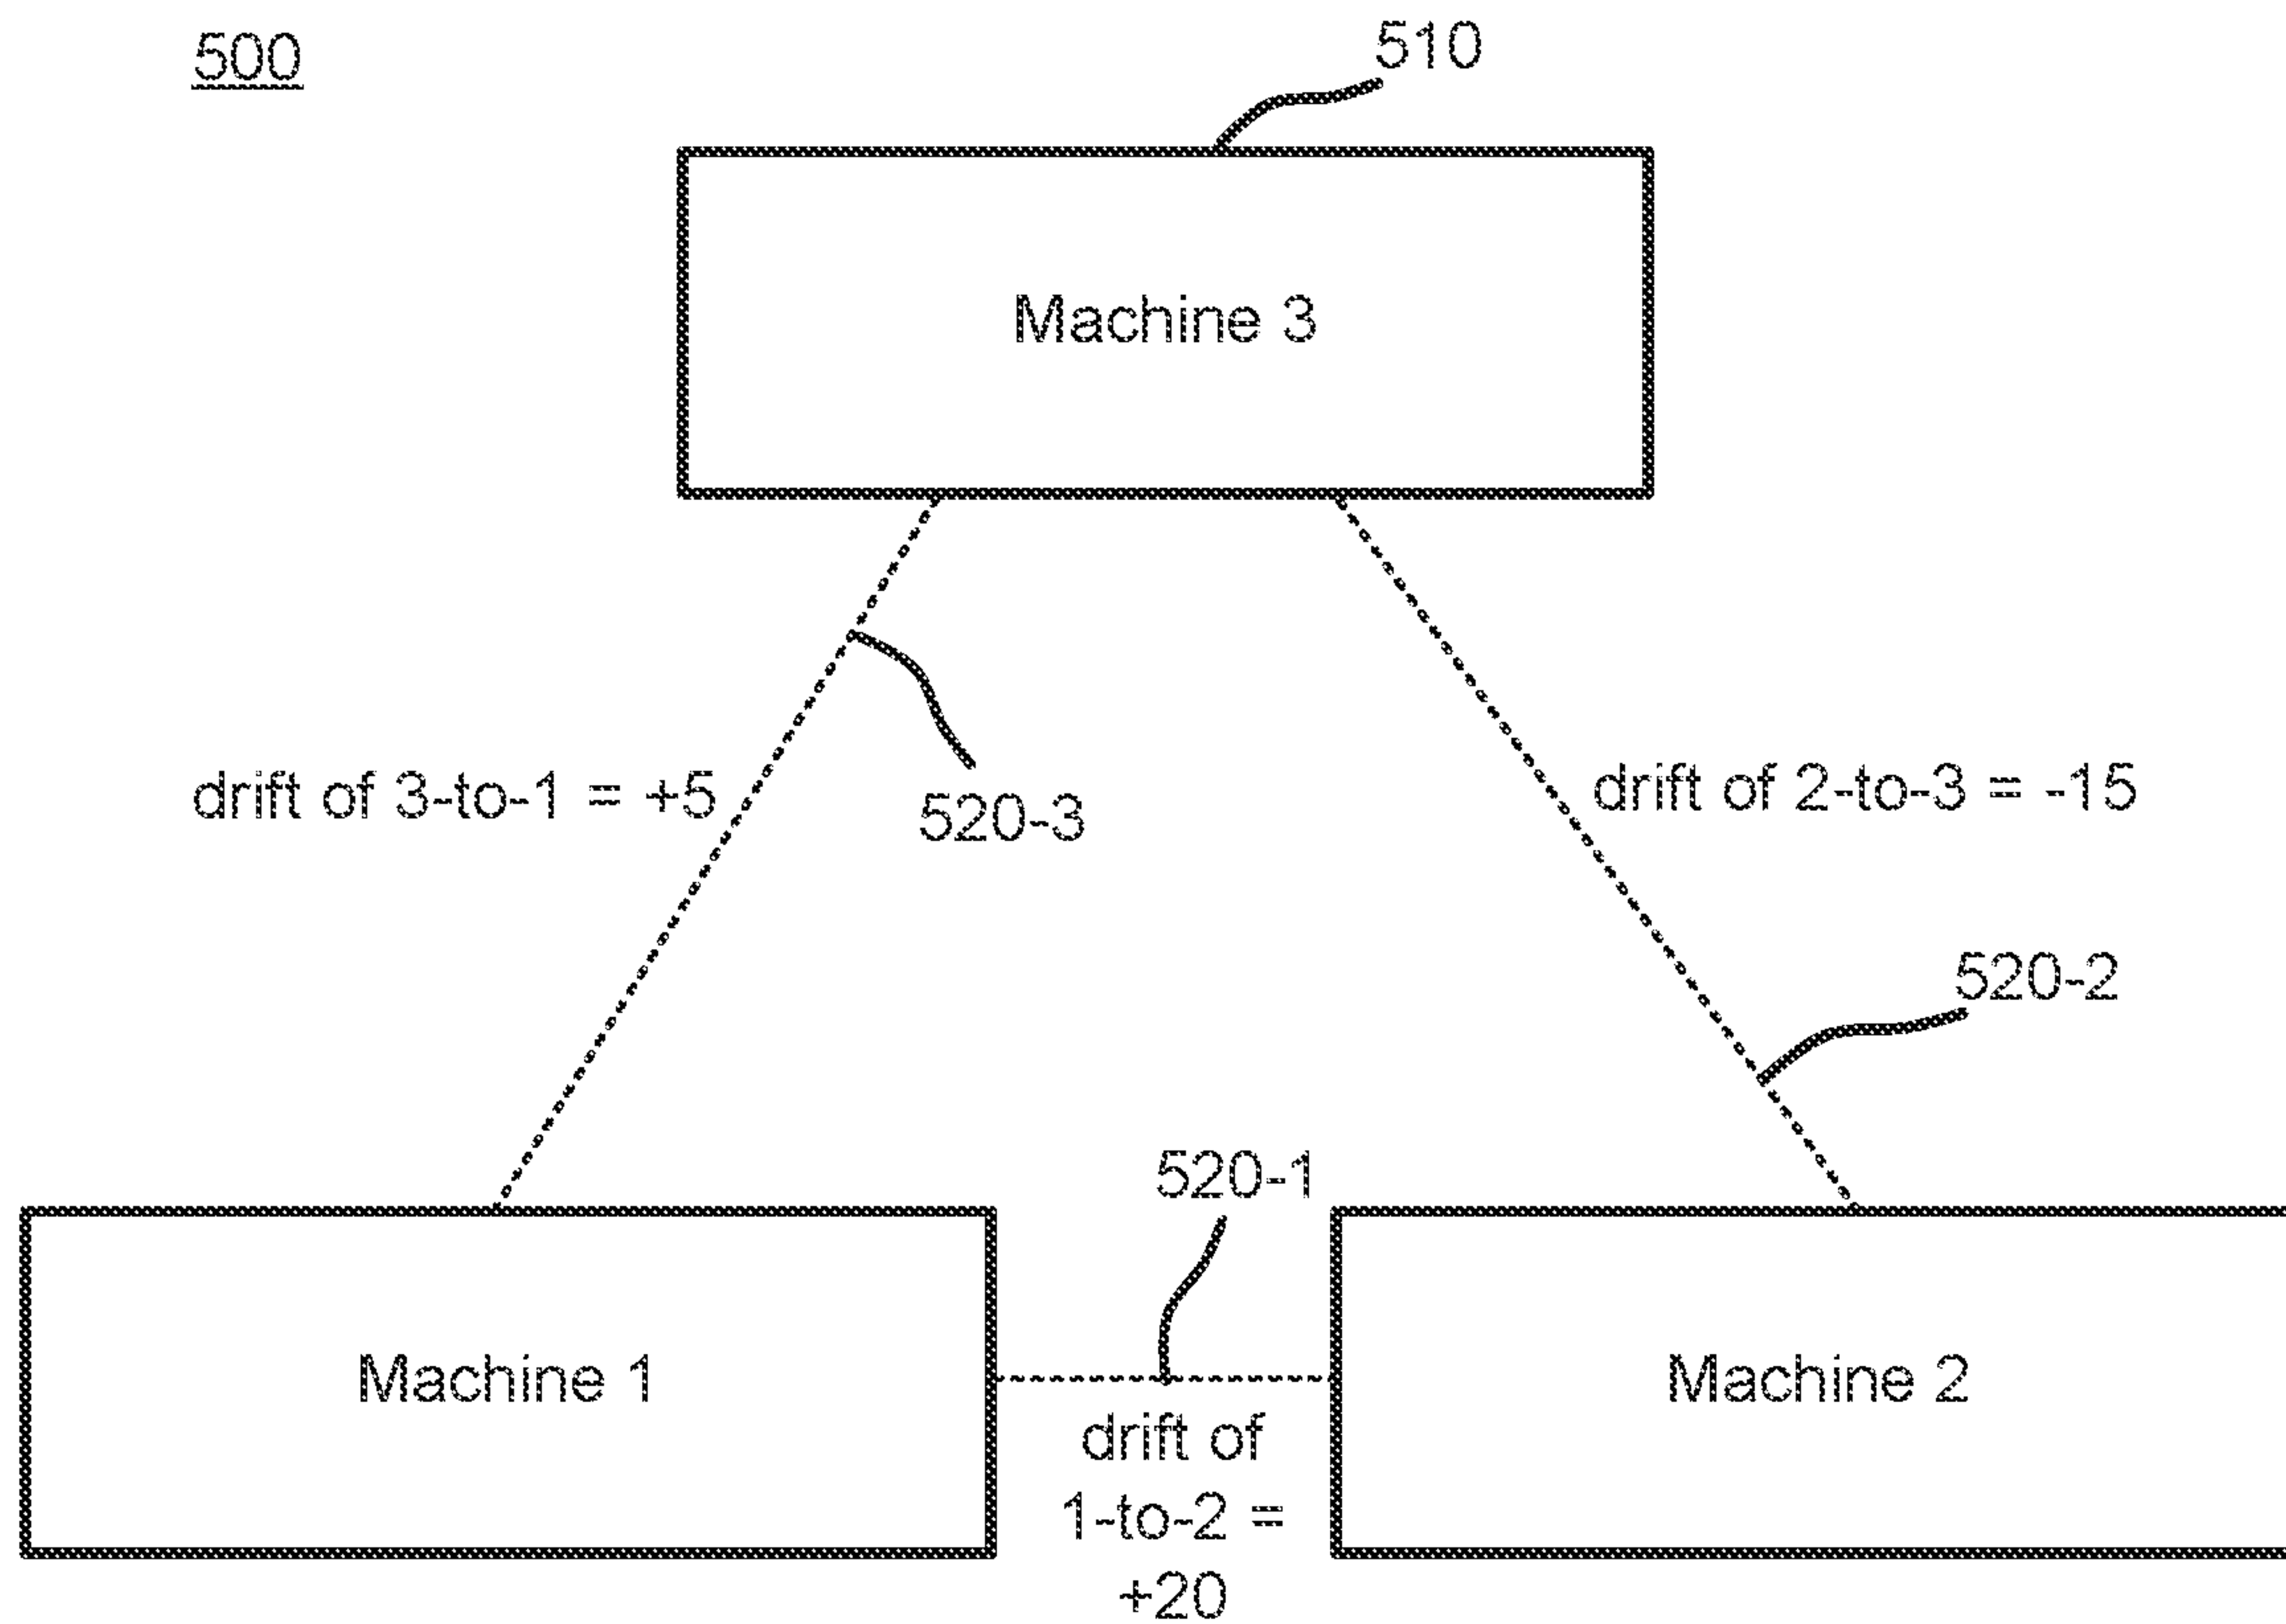 500
510
Machine 3
drift of 3-to-1 = +5
520-3
drift of 2-to-3 = -15
520-2
520-1
Machine 1
drift of
1-to-2 =
+20
Machine 2